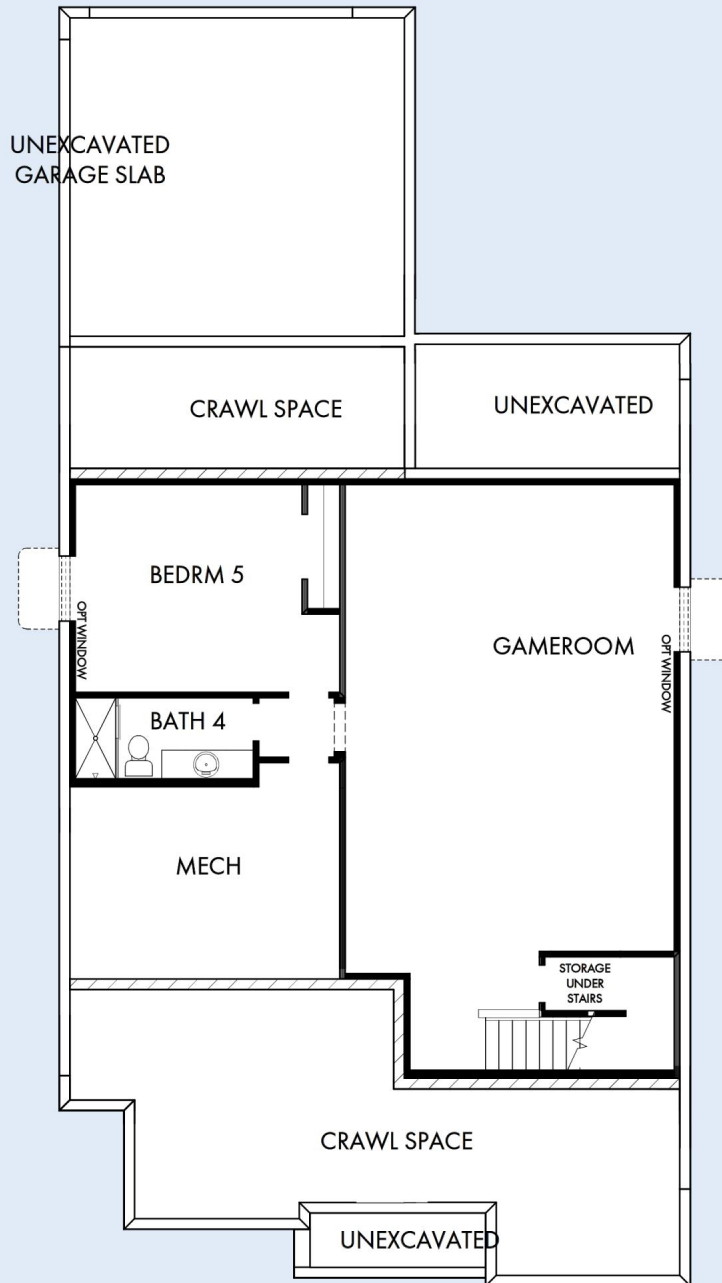 UNEXCAVATED
GARAGE SLAB
CRAWL SPACE
UNEXCAVATED
BEDRM 5
OPT WINDOW
GAMEROOM
OPT WINDOW
BATH 4
MECH
STORAGE
UNDER
STAIRS
CRAWL SPACE
UNEXCAVATED